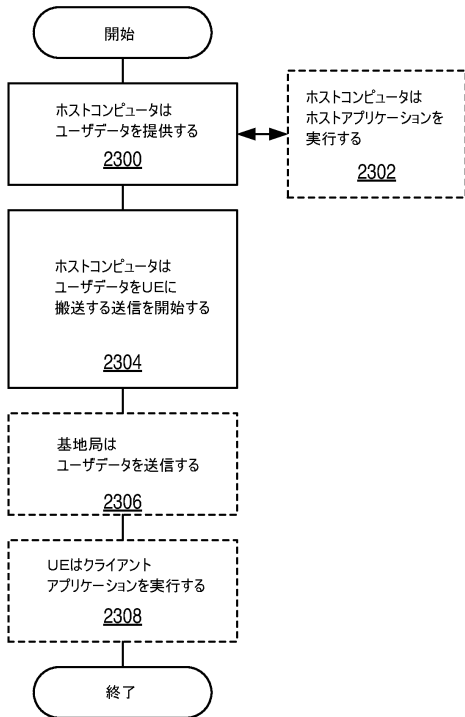 開始
ホストコンピュータは
ユーザデータを提供する
2300
ホストコンピュータは
ホストアプリケーションを
実行する
2302
ホストコンピュータは
ユーザデータをUEに
搬送する送信を開始する
2304
基地局は
ユーザデータを送信する
2306
UEはクライアント
アプリケーションを実行する
2308
終了